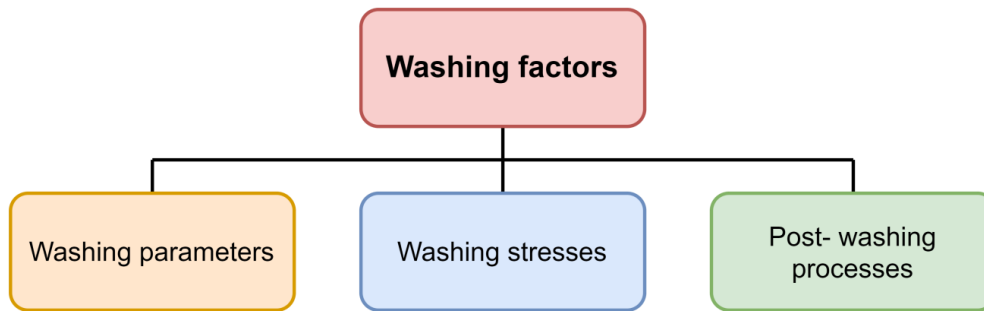 Washing factors
Washing parameters
Washing stresses
Post- washing
processes